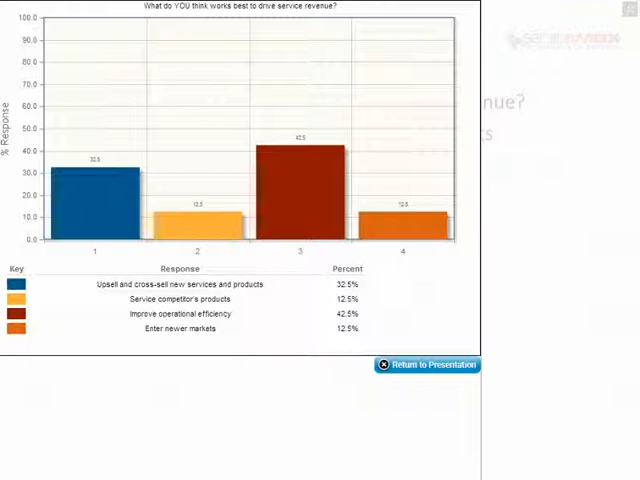 What do YOU think works best to drive service revenue?
100.0
90.0
80.0
70.0
60.0
50.0
40.0
30.0
20.0
10.0
0.0
% Response
32.5
12.5
42.5
12.5
1 2 3 4
Key Response Percent
Upsell and cross-sell new services and products 32.5%
Service competitor's products 12.5%
Improve operational efficiency 42.5%
Enter newer markets 12.5%
Return to Presentation
nue?